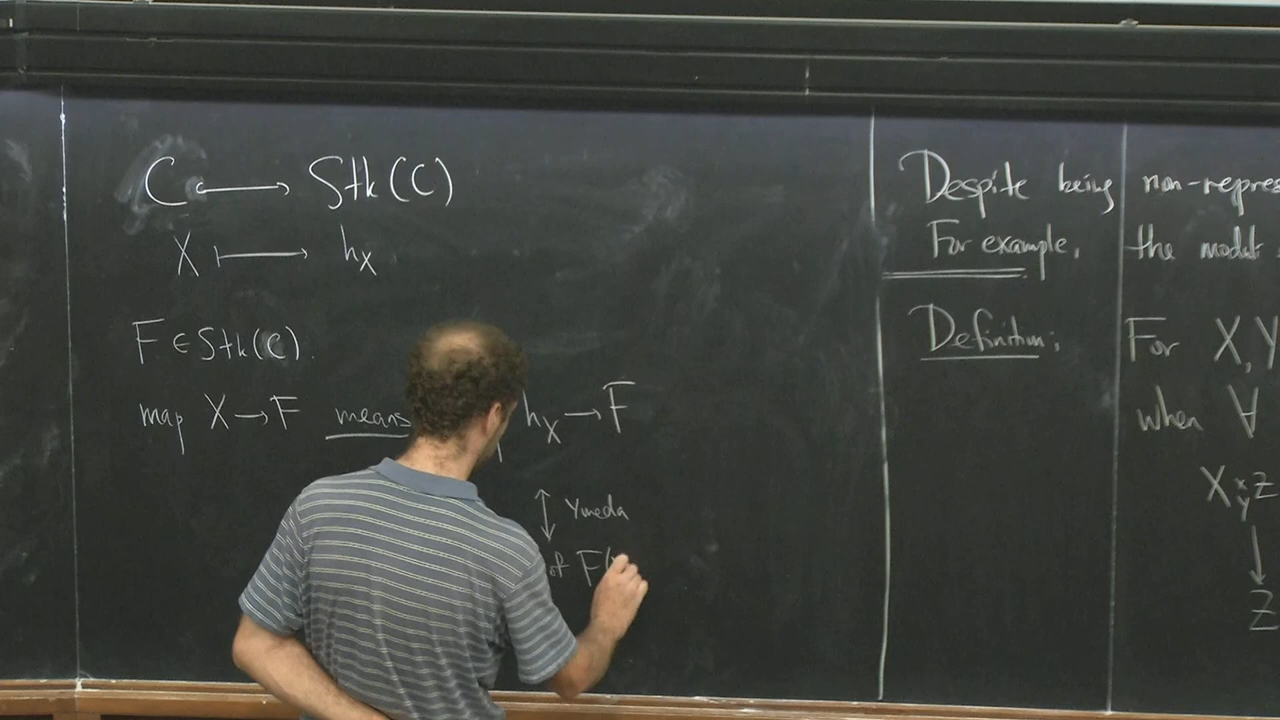 C ↪ Stk(C)
X ⟼ h_X
F ∈ Stk(C).
map X → F means h_X → F
↕ Yoneda
of F(
Despite being non-repres
For example, the moduli
Definition: For X, Y
when ∀
X ×_Y Z
↓
Z